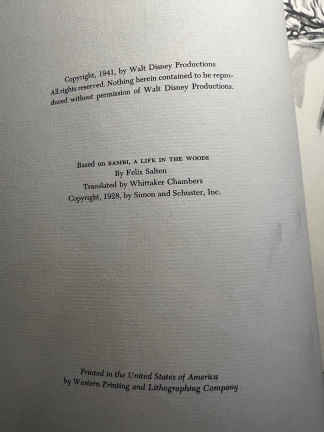 Copyright, 1941, by Walt Disney Productions
All rights reserved. Nothing herein contained to be repro-
duced without permission of Walt Disney Productions.
Based on BAMBI, A LIFE IN THE WOODS
By Felix Salten
Translated by Whittaker Chambers
Copyright, 1928, by Simon and Schuster, Inc.
Printed in the United States of America
by Western Printing and Lithographing Company